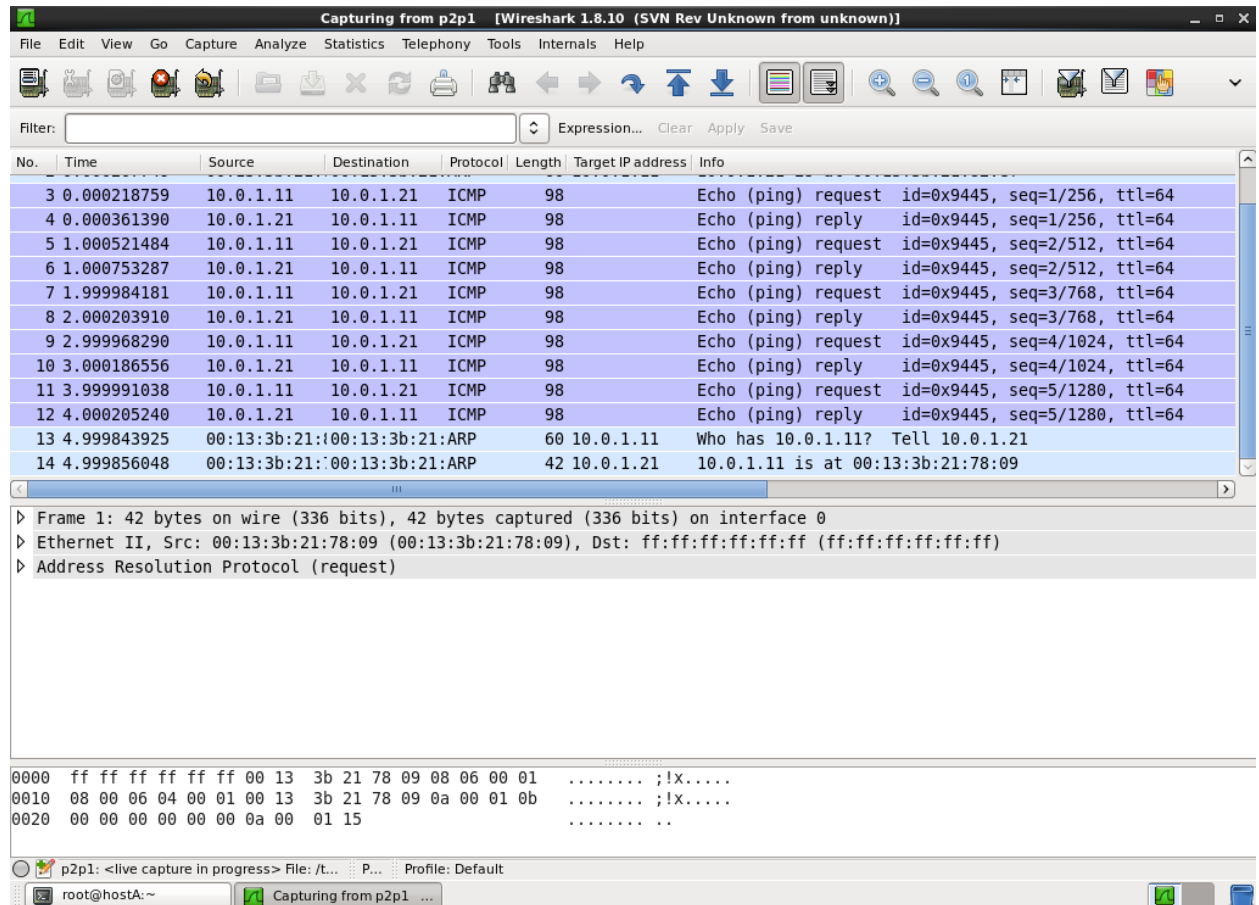 Capturing from p2p1 [Wireshark 1.8.10 (SVN Rev Unknown from unknown)]
File Edit View Go Capture Analyze Statistics Telephony Tools Internals Help
Filter: Expression... Clear Apply Save
No. Time Source Destination Protocol Length Target IP address Info
3 0.000218759 10.0.1.11 10.0.1.21 ICMP 98 Echo (ping) request id=0x9445, seq=1/256, ttl=64
4 0.000361390 10.0.1.21 10.0.1.11 ICMP 98 Echo (ping) reply id=0x9445, seq=1/256, ttl=64
5 1.000521484 10.0.1.11 10.0.1.21 ICMP 98 Echo (ping) request id=0x9445, seq=2/512, ttl=64
6 1.000753287 10.0.1.21 10.0.1.11 ICMP 98 Echo (ping) reply id=0x9445, seq=2/512, ttl=64
7 1.999984181 10.0.1.11 10.0.1.21 ICMP 98 Echo (ping) request id=0x9445, seq=3/768, ttl=64
8 2.000203910 10.0.1.21 10.0.1.11 ICMP 98 Echo (ping) reply id=0x9445, seq=3/768, ttl=64
9 2.999968290 10.0.1.11 10.0.1.21 ICMP 98 Echo (ping) request id=0x9445, seq=4/1024, ttl=64
10 3.000186556 10.0.1.21 10.0.1.11 ICMP 98 Echo (ping) reply id=0x9445, seq=4/1024, ttl=64
11 3.999991038 10.0.1.11 10.0.1.21 ICMP 98 Echo (ping) request id=0x9445, seq=5/1280, ttl=64
12 4.000205240 10.0.1.21 10.0.1.11 ICMP 98 Echo (ping) reply id=0x9445, seq=5/1280, ttl=64
13 4.999843925 00:13:3b:21: 00:13:3b:21: ARP 60 10.0.1.11 Who has 10.0.1.11? Tell 10.0.1.21
14 4.999856048 00:13:3b:21: 00:13:3b:21: ARP 42 10.0.1.21 10.0.1.11 is at 00:13:3b:21:78:09
Frame 1: 42 bytes on wire (336 bits), 42 bytes captured (336 bits) on interface 0
Ethernet II, Src: 00:13:3b:21:78:09 (00:13:3b:21:78:09), Dst: ff:ff:ff:ff:ff:ff (ff:ff:ff:ff:ff:ff)
Address Resolution Protocol (request)
0000 ff ff ff ff ff ff 00 13 3b 21 78 09 08 06 00 01 ........ ;!x.....
0010 08 00 06 04 00 01 00 13 3b 21 78 09 0a 00 01 0b ........ ;!x.....
0020 00 00 00 00 00 00 0a 00 01 15 ........ ..
p2p1: <live capture in progress> File: /t... P... Profile: Default
root@hostA:~ Capturing from p2p1 ...